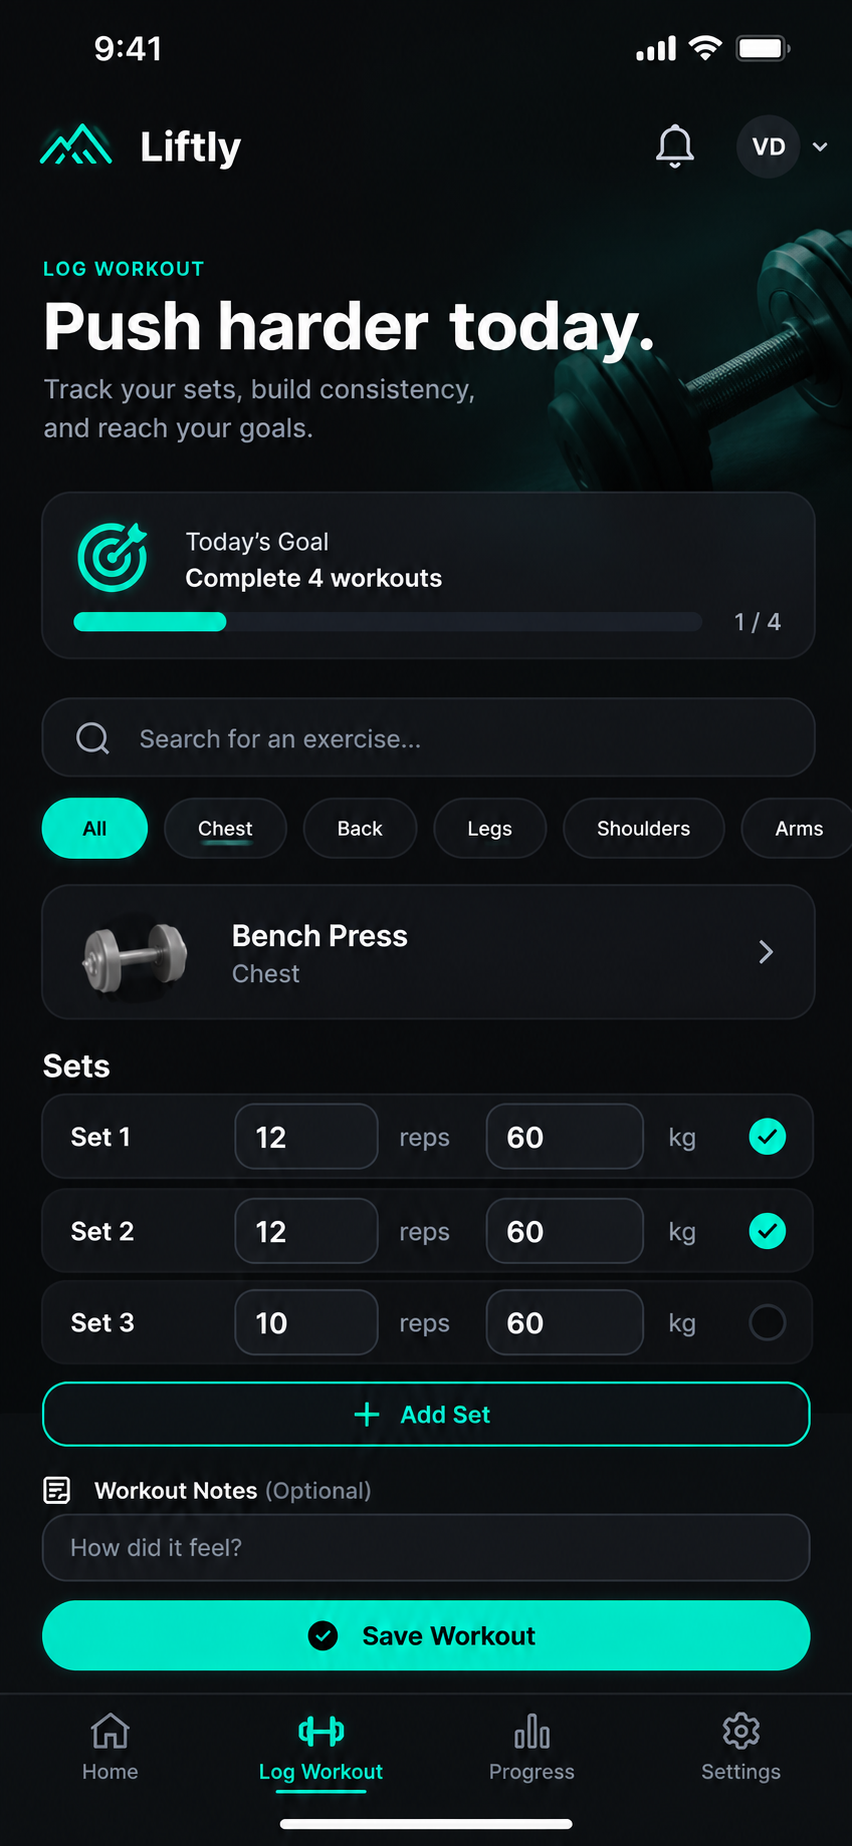 9:41
Liftly
VD
LOG WORKOUT
Push harder today.
Track your sets, build consistency,
and reach your goals.
Today’s Goal
Complete 4 workouts
1 / 4
Search for an exercise...
All Chest Back Legs Shoulders Arms
Bench Press
Chest
Sets
Set 1 12 reps 60 kg
Set 2 12 reps 60 kg
Set 3 10 reps 60 kg
+ Add Set
Workout Notes (Optional)
How did it feel?
Save Workout
Home Log Workout Progress Settings